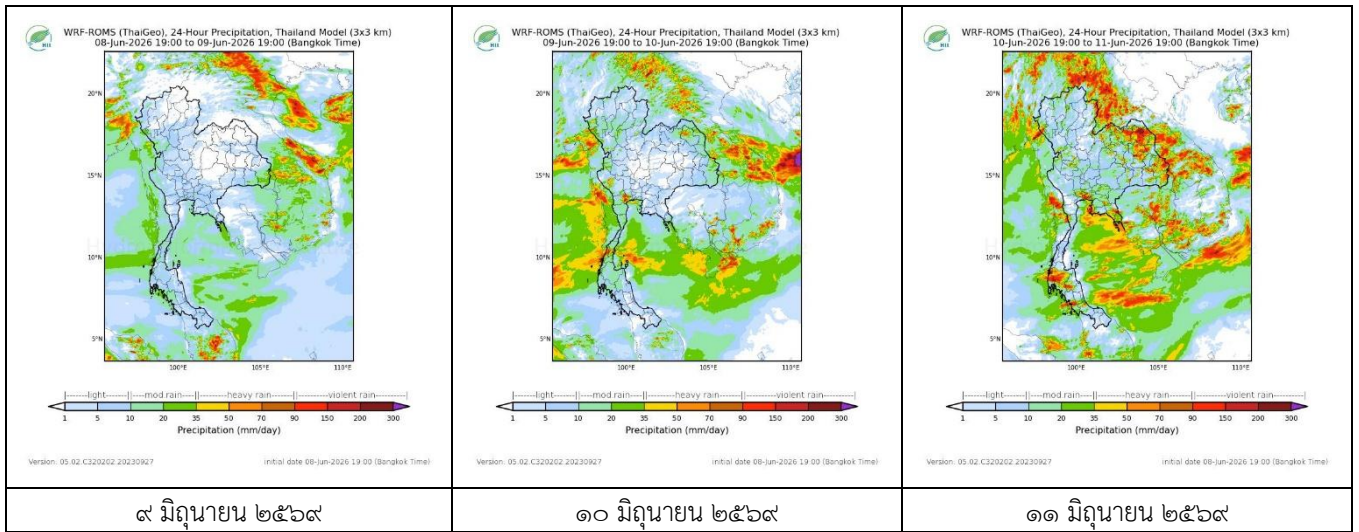 HII
WRF-ROMS (ThaiGeo), 24-Hour Precipitation, Thailand Model (3x3 km)
08-Jun-2026 19:00 to 09-Jun-2026 19:00 (Bangkok Time)
20°N
15°N
10°N
5°N
100°E 105°E 110°E
light mod rain heavy rain violent rain
1 5 10 20 35 50 70 90 150 200 300
Precipitation (mm/day)
Version: 05.02.C320202.20230927 initial date 08-Jun-2026 19:00 (Bangkok Time)
๙ มิถุนายน ๒๕๖๙
HII
WRF-ROMS (ThaiGeo), 24-Hour Precipitation, Thailand Model (3x3 km)
09-Jun-2026 19:00 to 10-Jun-2026 19:00 (Bangkok Time)
20°N
15°N
10°N
5°N
100°E 105°E 110°E
light mod rain heavy rain violent rain
1 5 10 20 35 50 70 90 150 200 300
Precipitation (mm/day)
Version: 05.02.C320202.20230927 initial date 08-Jun-2026 19:00 (Bangkok Time)
๑๐ มิถุนายน ๒๕๖๙
HII
WRF-ROMS (ThaiGeo), 24-Hour Precipitation, Thailand Model (3x3 km)
10-Jun-2026 19:00 to 11-Jun-2026 19:00 (Bangkok Time)
20°N
15°N
10°N
5°N
100°E 105°E 110°E
light mod rain heavy rain violent rain
1 5 10 20 35 50 70 90 150 200 300
Precipitation (mm/day)
Version: 05.02.C320202.20230927 initial date 08-Jun-2026 19:00 (Bangkok Time)
๑๑ มิถุนายน ๒๕๖๙